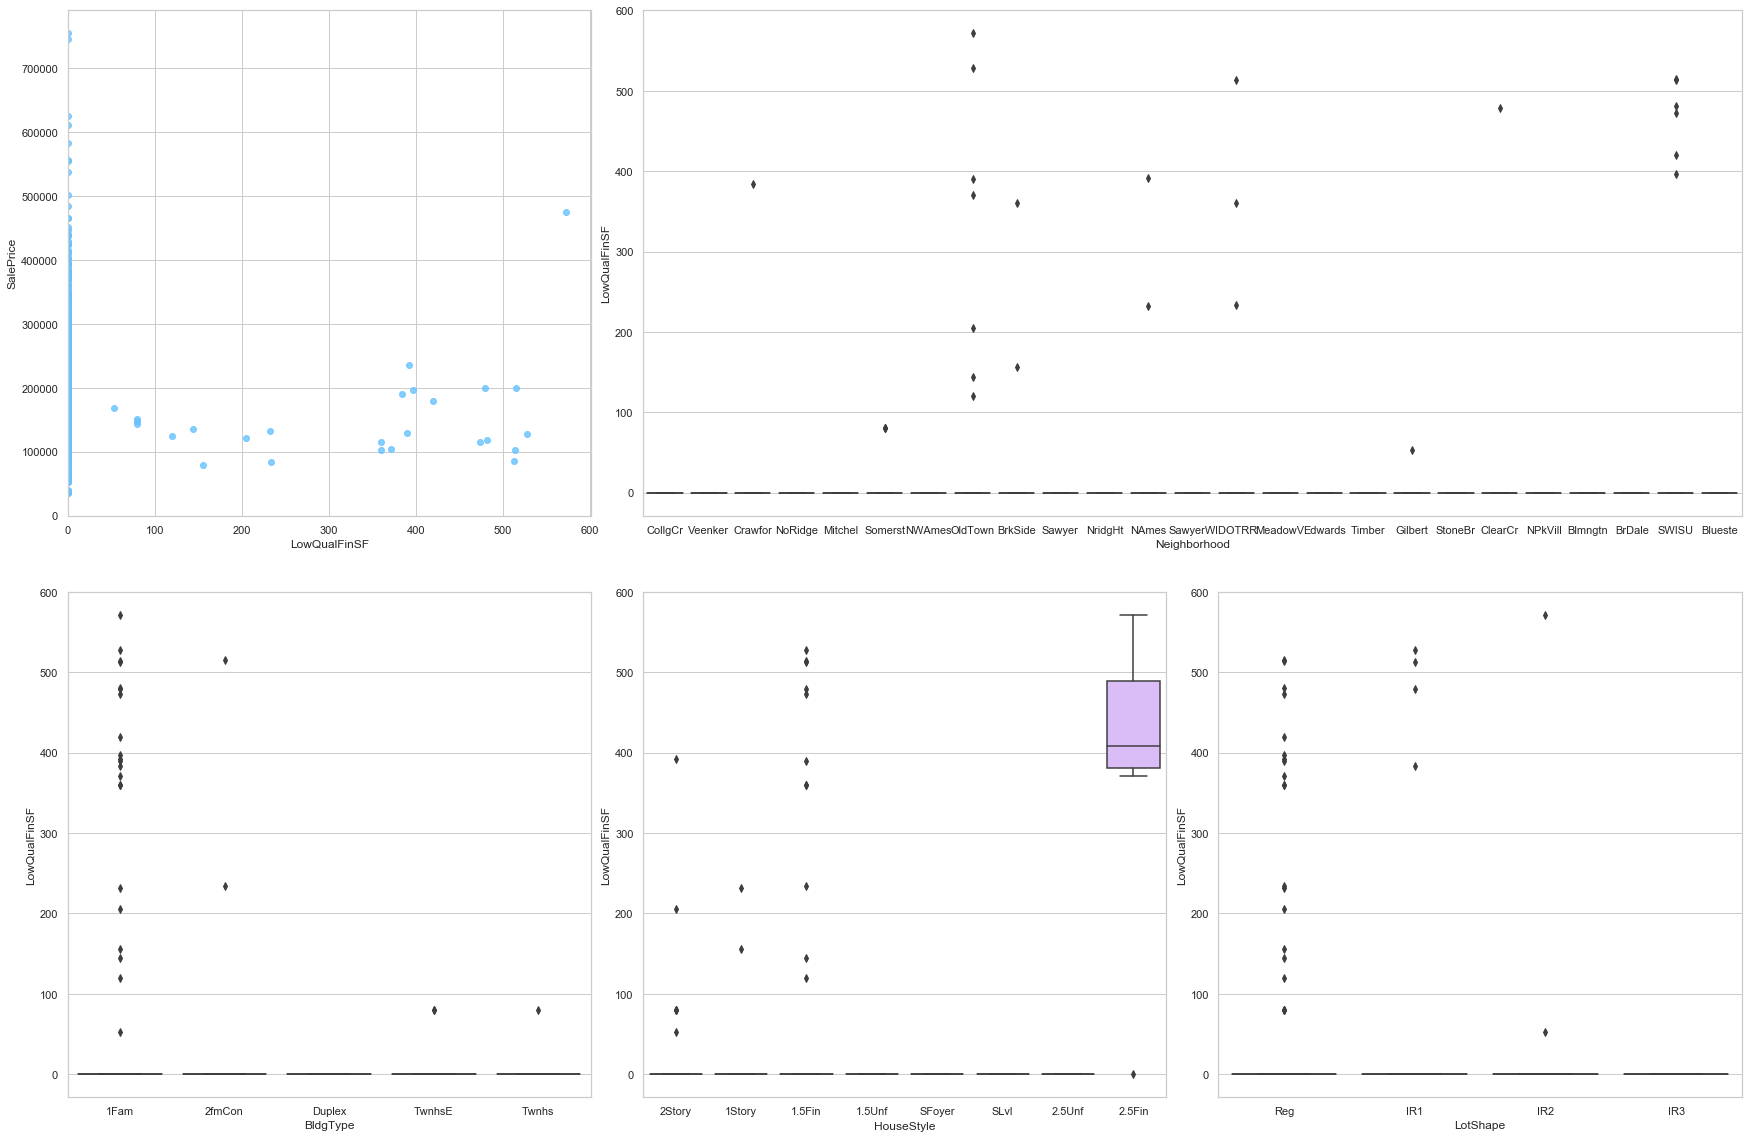 700000
600000
500000
400000
300000
200000
100000
0
SalePrice
0 100 200 300 400 500 600
LowQualFinSF
600
500
400
300
200
100
0
LowQualFinSF
CollgCr Veenker Crawfor NoRidge Mitchel Somerst NWAmes OldTown BrkSide Sawyer NridgHt NAmes SawyerW IDOTRR MeadowV Edwards Timber Gilbert StoneBr ClearCr NPkVill Blmngtn BrDale SWISU Blueste
Neighborhood
600
500
400
300
200
100
0
LowQualFinSF
1Fam 2fmCon Duplex TwnhsE Twnhs
BldgType
600
500
400
300
200
100
0
LowQualFinSF
2Story 1Story 1.5Fin 1.5Unf SFoyer SLvl 2.5Unf 2.5Fin
HouseStyle
600
500
400
300
200
100
0
LowQualFinSF
Reg IR1 IR2 IR3
LotShape